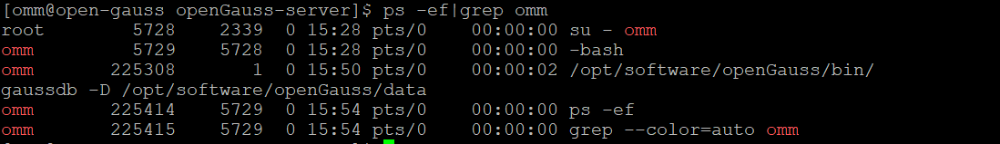 [omm@open-gauss openGauss-server]$ ps -ef|grep omm
root 5728 2339 0 15:28 pts/0 00:00:00 su - omm
omm 5729 5728 0 15:28 pts/0 00:00:00 -bash
omm 225308 1 0 15:50 pts/0 00:00:02 /opt/software/openGauss/bin/
gaussdb -D /opt/software/openGauss/data
omm 225414 5729 0 15:54 pts/0 00:00:00 ps -ef
omm 225415 5729 0 15:54 pts/0 00:00:00 grep --color=auto omm